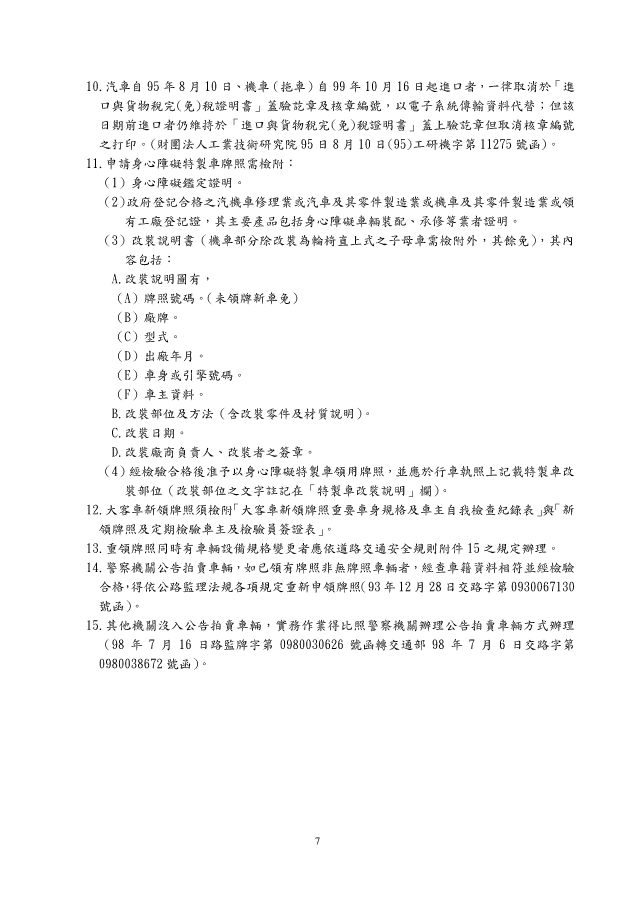 10.汽車自 95 年 8 月 10 日、機車（拖車）自 99 年 10 月 16 日起進口者，一律取消於「進
口與貨物稅完(免)稅證明書」蓋驗訖章及核章編號，以電子系統傳輸資料代替；但該
日期前進口者仍維持於「進口與貨物稅完(免)稅證明書」蓋上驗訖章但取消核章編號
之打印。(財團法人工業技術研究院 95 日 8 月 10 日(95)工研機字第 11275 號函)。
11.申請身心障礙特製車牌照需檢附：
（1）身心障礙鑑定證明。
（2)政府登記合格之汽機車修理業或汽車及其零件製造業或機車及其零件製造業或領
有工廠登記證，其主要產品包括身心障礙車輛裝配、承修等業者證明。
（3）改裝說明書（機車部分除改裝為輪椅直上式之子母車需檢附外，其餘免)，其內
容包括：
A.改裝說明圖有，
（A）牌照號碼。(未領牌新車免）
（B）廠牌。
（C）型式。
（D）出廠年月。
（E）車身或引擎號碼。
（F）車主資料。
B.改裝部位及方法（含改裝零件及材質說明)。
C.改裝日期。
D.改裝廠商負責人、改裝者之簽章。
（4）經檢驗合格後准予以身心障礙特製車領用牌照，並應於行車執照上記載特製車改
裝部位（改裝部位之文字註記在「特製車改裝說明」欄)。
12.大客車新領牌照須檢附「大客車新領牌照重要車身規格及車主自我檢查紀錄表」與「新
領牌照及定期檢驗車主及檢驗員簽證表」。
13.重領牌照同時有車輛設備規格變更者應依道路交通安全規則附件 15 之規定辦理。
14.警察機關公告拍賣車輛，如已領有牌照非無牌照車輛者，經查車籍資料相符並經檢驗
合格，得依公路監理法規各項規定重新申領牌照(93 年 12 月 28 日交路字第 0930067130
號函)。
15.其他機關沒入公告拍賣車輛，實務作業得比照警察機關辦理公告拍賣車輛方式辦理
（98 年 7 月 16 日路監牌字第 0980030626 號函轉交通部 98 年 7 月 6 日交路字第
0980038672 號函)。
7